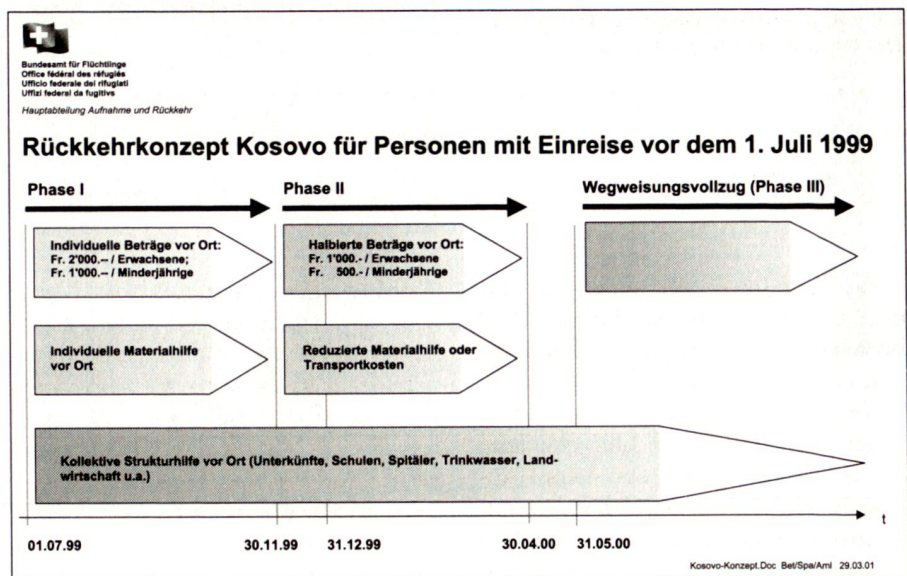 Bundesamt für Flüchtlinge
Office fédéral des réfugiés
Ufficio federale dei rifugiati
Uffizi federal da fugitivs
Hauptabteilung Aufnahme und Rückkehr
Rückkehrkonzept Kosovo für Personen mit Einreise vor dem 1. Juli 1999
Phase I
Phase II
Wegweisungsvollzug (Phase III)
Individuelle Beträge vor Ort:
Fr. 2'000.-- / Erwachsene;
Fr. 1'000.-- / Minderjährige
Halbierte Beträge vor Ort:
Fr. 1'000.- / Erwachsene
Fr. 500.- / Minderjährige
Individuelle Materialhilfe
vor Ort
Reduzierte Materialhilfe oder
Transportkosten
Kollektive Strukturhilfe vor Ort (Unterkünfte, Schulen, Spitäler, Trinkwasser, Land-
wirtschaft u.a.)
t
01.07.99
30.11.99
31.12.99
30.04.00
31.05.00
Kosovo-Konzept.Doc Bet/Spa/Aml 29.03.01